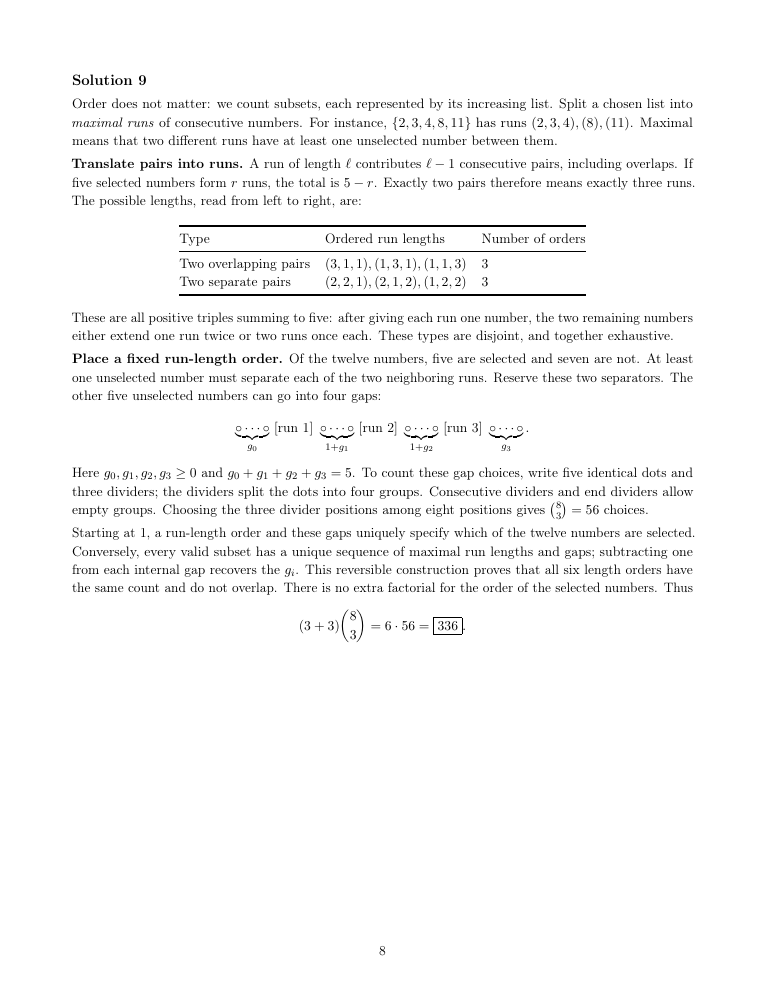 Solution 9
Order does not matter: we count subsets, each represented by its increasing list. Split a chosen list into
maximal runs of consecutive numbers. For instance, {2, 3, 4, 8, 11} has runs (2, 3, 4), (8), (11). Maximal
means that two different runs have at least one unselected number between them.
Translate pairs into runs. A run of length ℓ contributes ℓ − 1 consecutive pairs, including overlaps. If
five selected numbers form r runs, the total is 5 − r. Exactly two pairs therefore means exactly three runs.
The possible lengths, read from left to right, are:
Type Ordered run lengths Number of orders
Two overlapping pairs (3, 1, 1), (1, 3, 1), (1, 1, 3) 3
Two separate pairs (2, 2, 1), (2, 1, 2), (1, 2, 2) 3
These are all positive triples summing to five: after giving each run one number, the two remaining numbers
either extend one run twice or two runs once each. These types are disjoint, and together exhaustive.
Place a fixed run-length order. Of the twelve numbers, five are selected and seven are not. At least
one unselected number must separate each of the two neighboring runs. Reserve these two separators. The
other five unselected numbers can go into four gaps:
○···○ [run 1] ○···○ [run 2] ○···○ [run 3] ○···○.
g₀ 1+g₁ 1+g₂ g₃
Here g₀, g₁, g₂, g₃ ≥ 0 and g₀ + g₁ + g₂ + g₃ = 5. To count these gap choices, write five identical dots and
three dividers; the dividers split the dots into four groups. Consecutive dividers and end dividers allow
empty groups. Choosing the three divider positions among eight positions gives (8 3) = 56 choices.
Starting at 1, a run-length order and these gaps uniquely specify which of the twelve numbers are selected.
Conversely, every valid subset has a unique sequence of maximal run lengths and gaps; subtracting one
from each internal gap recovers the gᵢ. This reversible construction proves that all six length orders have
the same count and do not overlap. There is no extra factorial for the order of the selected numbers. Thus
(3 + 3)(8 3) = 6 · 56 = 336.
8